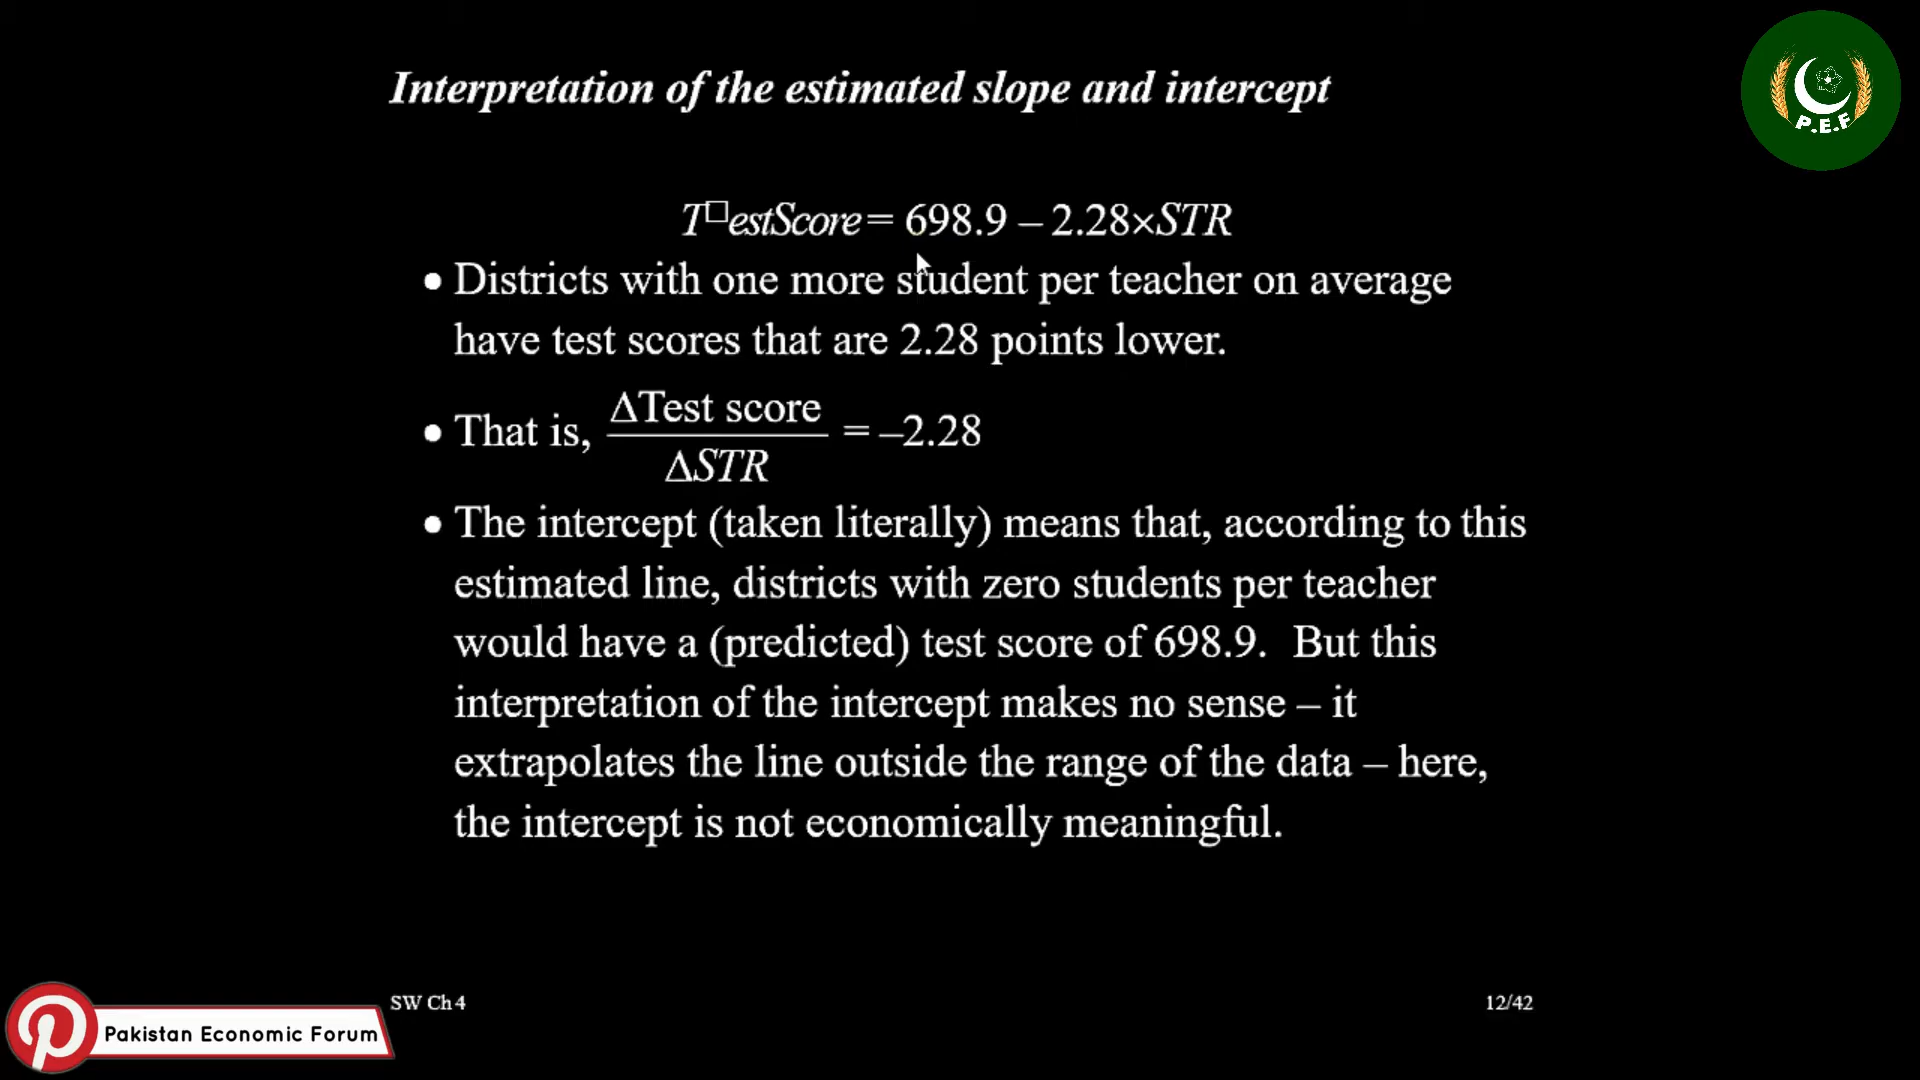 Interpretation of the estimated slope and intercept
P.E.F
T□estScore = 698.9 – 2.28×STR
• Districts with one more student per teacher on average
have test scores that are 2.28 points lower.
• That is, ΔTest score / ΔSTR = –2.28
• The intercept (taken literally) means that, according to this
estimated line, districts with zero students per teacher
would have a (predicted) test score of 698.9.  But this
interpretation of the intercept makes no sense – it
extrapolates the line outside the range of the data – here,
the intercept is not economically meaningful.
SW Ch 4
12/42
Pakistan Economic Forum